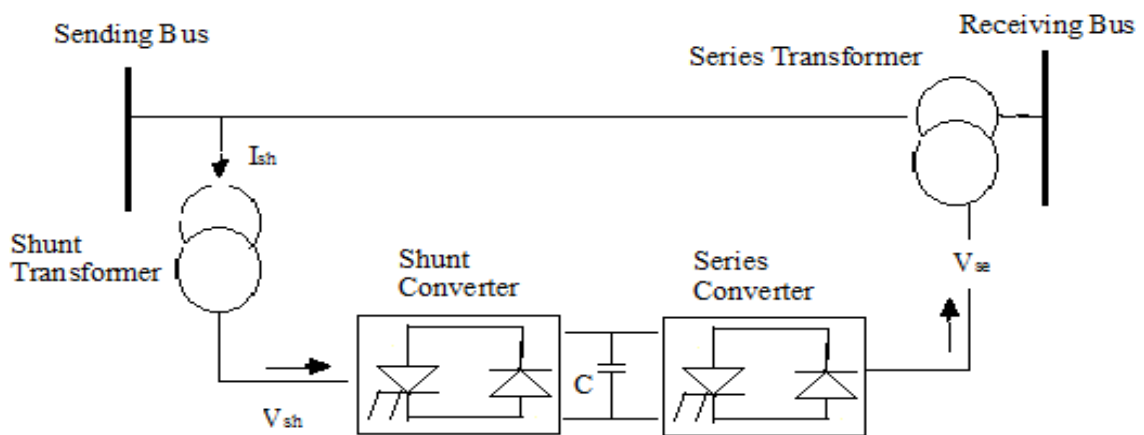 Sending Bus
Receiving Bus
Series Transformer
Ish
Shunt
Transformer
Shunt
Converter
Series
Converter
Vse
C
Vsh